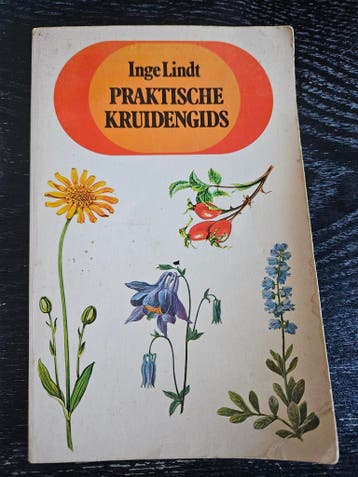 Inge Lindt
PRAKTISCHE
KRUIDENGIDS